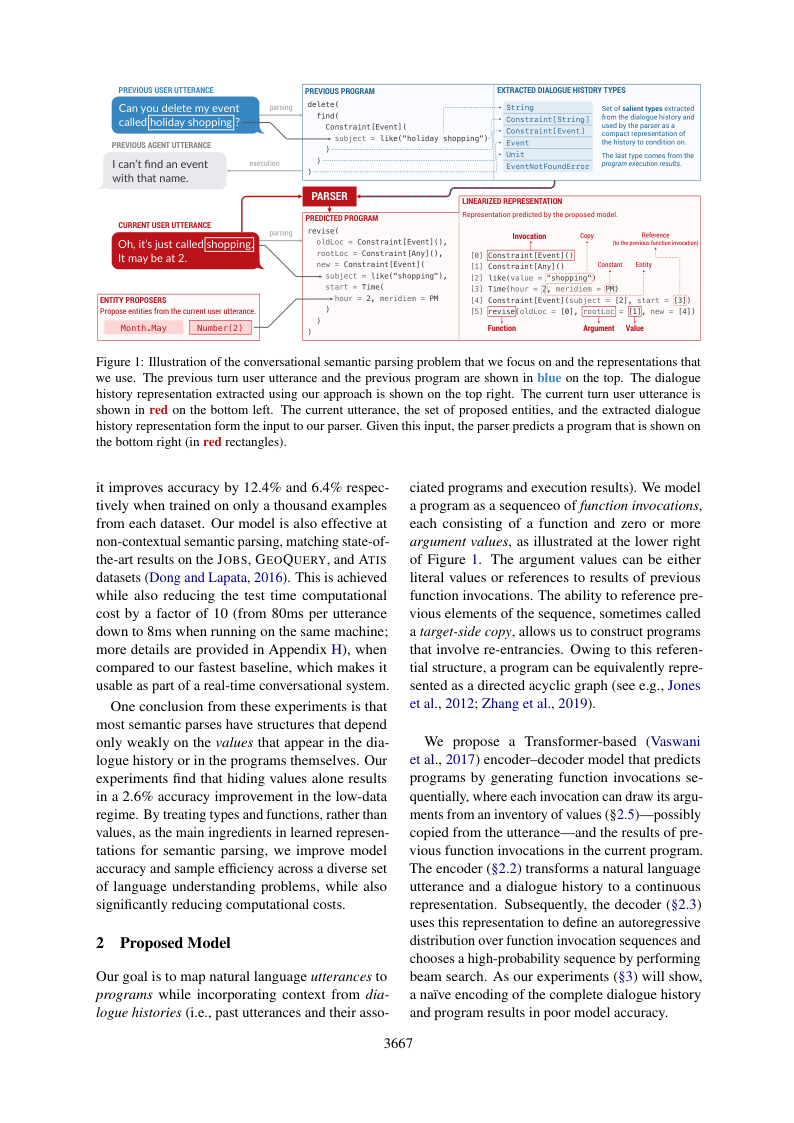 PREVIOUS USER UTTERANCE
Can you delete my event
called holiday shopping ?
PREVIOUS AGENT UTTERANCE
I can't find an event
with that name.
CURRENT USER UTTERANCE
Oh, it's just called shopping.
It may be at 2.
ENTITY PROPOSERS
Propose entities from the current user utterance.
Month.May
Number(2)
parsing
execution
parsing
PARSER
PREVIOUS PROGRAM
delete(
find(
Constraint[Event](
subject = like("holiday shopping")
)
)
)
EXTRACTED DIALOGUE HISTORY TYPES
String
Constraint[String]
Constraint[Event]
Event
Unit
EventNotFoundError
Set of salient types extracted
from the dialogue history and
used by the parser as a
compact representation of
the history to condition on.
The last type comes from the
program execution results.
PREDICTED PROGRAM
revise(
oldLoc = Constraint[Event](),
rootLoc = Constraint[Any](),
new = Constraint[Event](
subject = like("shopping"),
start = Time(
hour = 2, meridiem = PM
)
)
)
LINEARIZED REPRESENTATION
Representation predicted by the proposed model.
Invocation
Copy
Reference
(to the previous function invocation)
Constant
Entity
[0] Constraint[Event]()
[1] Constraint[Any]()
[2] like(value = "shopping")
[3] Time(hour = 2, meridiem = PM)
[4] Constraint[Event](subject = [2], start = [3])
[5] revise(oldLoc = [0], rootLoc = [1], new = [4])
Function
Argument
Value
Figure 1: Illustration of the conversational semantic parsing problem that we focus on and the representations that
we use. The previous turn user utterance and the previous program are shown in blue on the top. The dialogue
history representation extracted using our approach is shown on the top right. The current turn user utterance is
shown in red on the bottom left. The current utterance, the set of proposed entities, and the extracted dialogue
history representation form the input to our parser. Given this input, the parser predicts a program that is shown on
the bottom right (in red rectangles).
it improves accuracy by 12.4% and 6.4% respec-
tively when trained on only a thousand examples
from each dataset. Our model is also effective at
non-contextual semantic parsing, matching state-of-
the-art results on the JOBS, GEOQUERY, and ATIS
datasets (Dong and Lapata, 2016). This is achieved
while also reducing the test time computational
cost by a factor of 10 (from 80ms per utterance
down to 8ms when running on the same machine;
more details are provided in Appendix H), when
compared to our fastest baseline, which makes it
usable as part of a real-time conversational system.
One conclusion from these experiments is that
most semantic parses have structures that depend
only weakly on the values that appear in the dia-
logue history or in the programs themselves. Our
experiments find that hiding values alone results
in a 2.6% accuracy improvement in the low-data
regime. By treating types and functions, rather than
values, as the main ingredients in learned represen-
tations for semantic parsing, we improve model
accuracy and sample efficiency across a diverse set
of language understanding problems, while also
significantly reducing computational costs.
2 Proposed Model
Our goal is to map natural language utterances to
programs while incorporating context from dia-
logue histories (i.e., past utterances and their asso-
ciated programs and execution results). We model
a program as a sequenceo of function invocations,
each consisting of a function and zero or more
argument values, as illustrated at the lower right
of Figure 1. The argument values can be either
literal values or references to results of previous
function invocations. The ability to reference pre-
vious elements of the sequence, sometimes called
a target-side copy, allows us to construct programs
that involve re-entrancies. Owing to this referen-
tial structure, a program can be equivalently repre-
sented as a directed acyclic graph (see e.g., Jones
et al., 2012; Zhang et al., 2019).
We propose a Transformer-based (Vaswani
et al., 2017) encoder–decoder model that predicts
programs by generating function invocations se-
quentially, where each invocation can draw its argu-
ments from an inventory of values (§2.5)—possibly
copied from the utterance—and the results of pre-
vious function invocations in the current program.
The encoder (§2.2) transforms a natural language
utterance and a dialogue history to a continuous
representation. Subsequently, the decoder (§2.3)
uses this representation to define an autoregressive
distribution over function invocation sequences and
chooses a high-probability sequence by performing
beam search. As our experiments (§3) will show,
a naïve encoding of the complete dialogue history
and program results in poor model accuracy.
3667